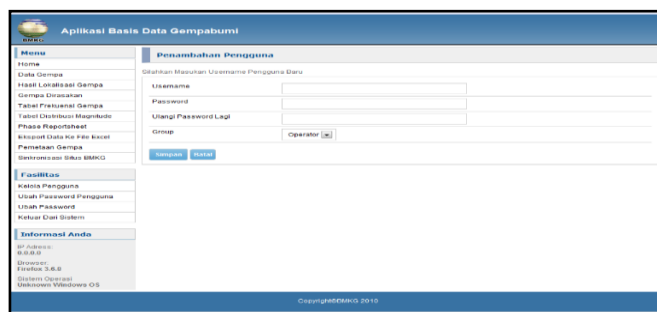 BMKG
Aplikasi Basis Data Gempabumi
Menu
Home
Data Gempa
Hasil Lokalisasi Gempa
Gempa Dirasakan
Tabel Frekuensi Gempa
Tabel Distribusi Magnitude
Phase Reportsheet
Eksport Data Ke File Excel
Pemetaan Gempa
Sinkronisasi Situs BMKG
Fasilitas
Kelola Pengguna
Ubah Password Pengguna
Ubah Password
Keluar Dari Sistem
Informasi Anda
IP Adress:
0.0.0.0
Browser:
Firefox 3.6.8
Sistem Operasi
Unknown Windows OS
Penambahan Pengguna
Silahkan Masukan Username Pengguna Baru
Username
Password
Ulangi Password Lagi
Group
Operator
Simpan
Batal
Copyright©BMKG 2010